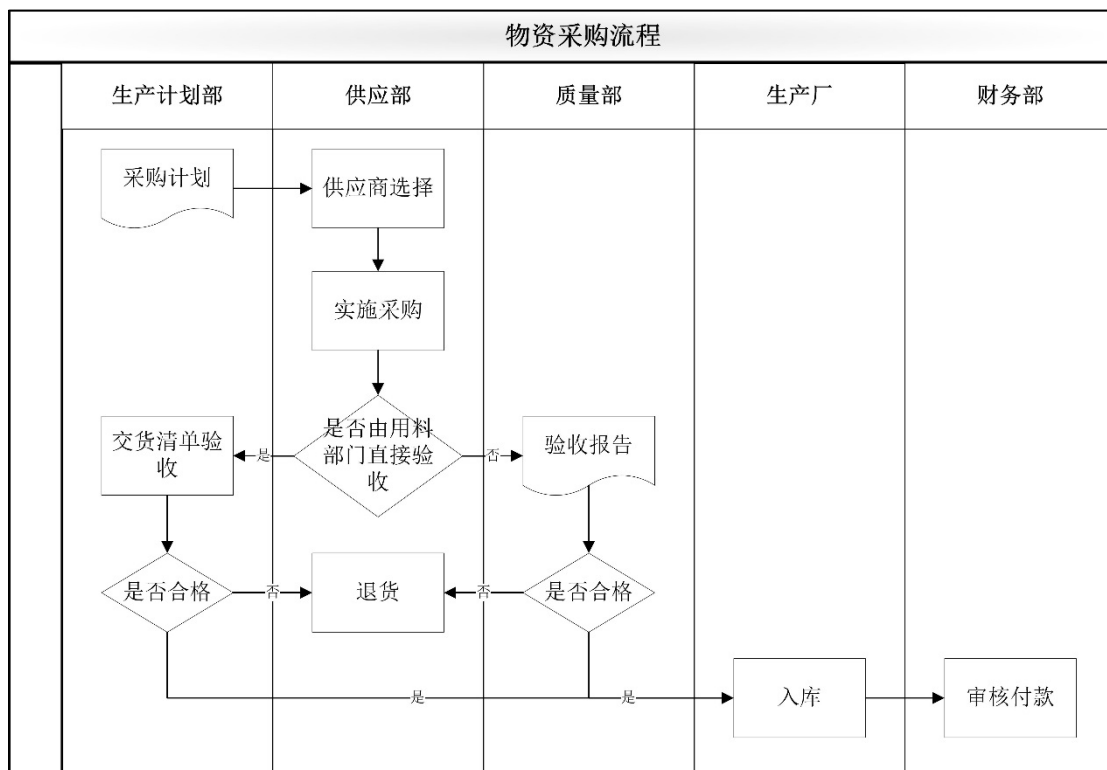 物资采购流程
生产计划部
供应部
质量部
生产厂
财务部
采购计划
供应商选择
实施采购
交货清单验
收
是
是否由用料
部门直接验
收
否
验收报告
是否合格
否
退货
否
是否合格
是
是
入库
审核付款